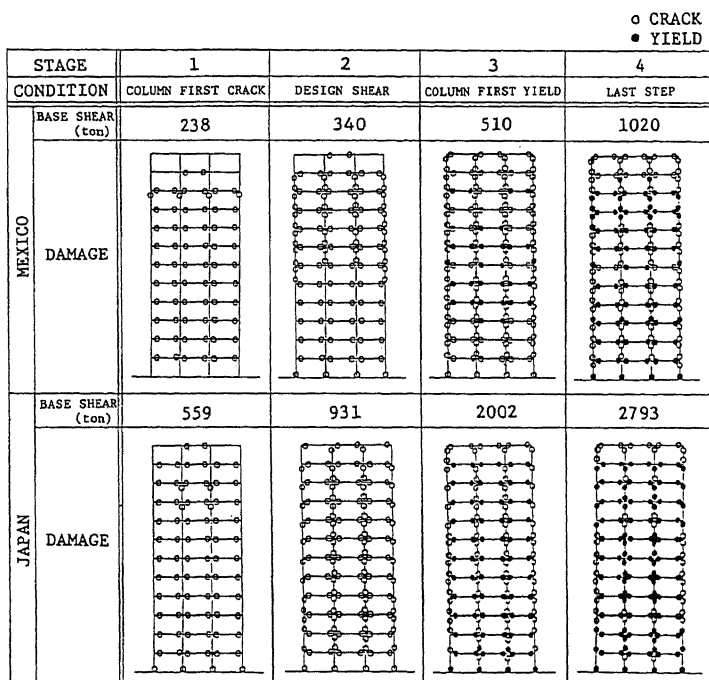 ○ CRACK
● YIELD
STAGE 1 2 3 4
CONDITION COLUMN FIRST CRACK DESIGN SHEAR COLUMN FIRST YIELD LAST STEP
MEXICO
BASE SHEAR (ton) 238 340 510 1020
DAMAGE
JAPAN
BASE SHEAR (ton) 559 931 2002 2793
DAMAGE